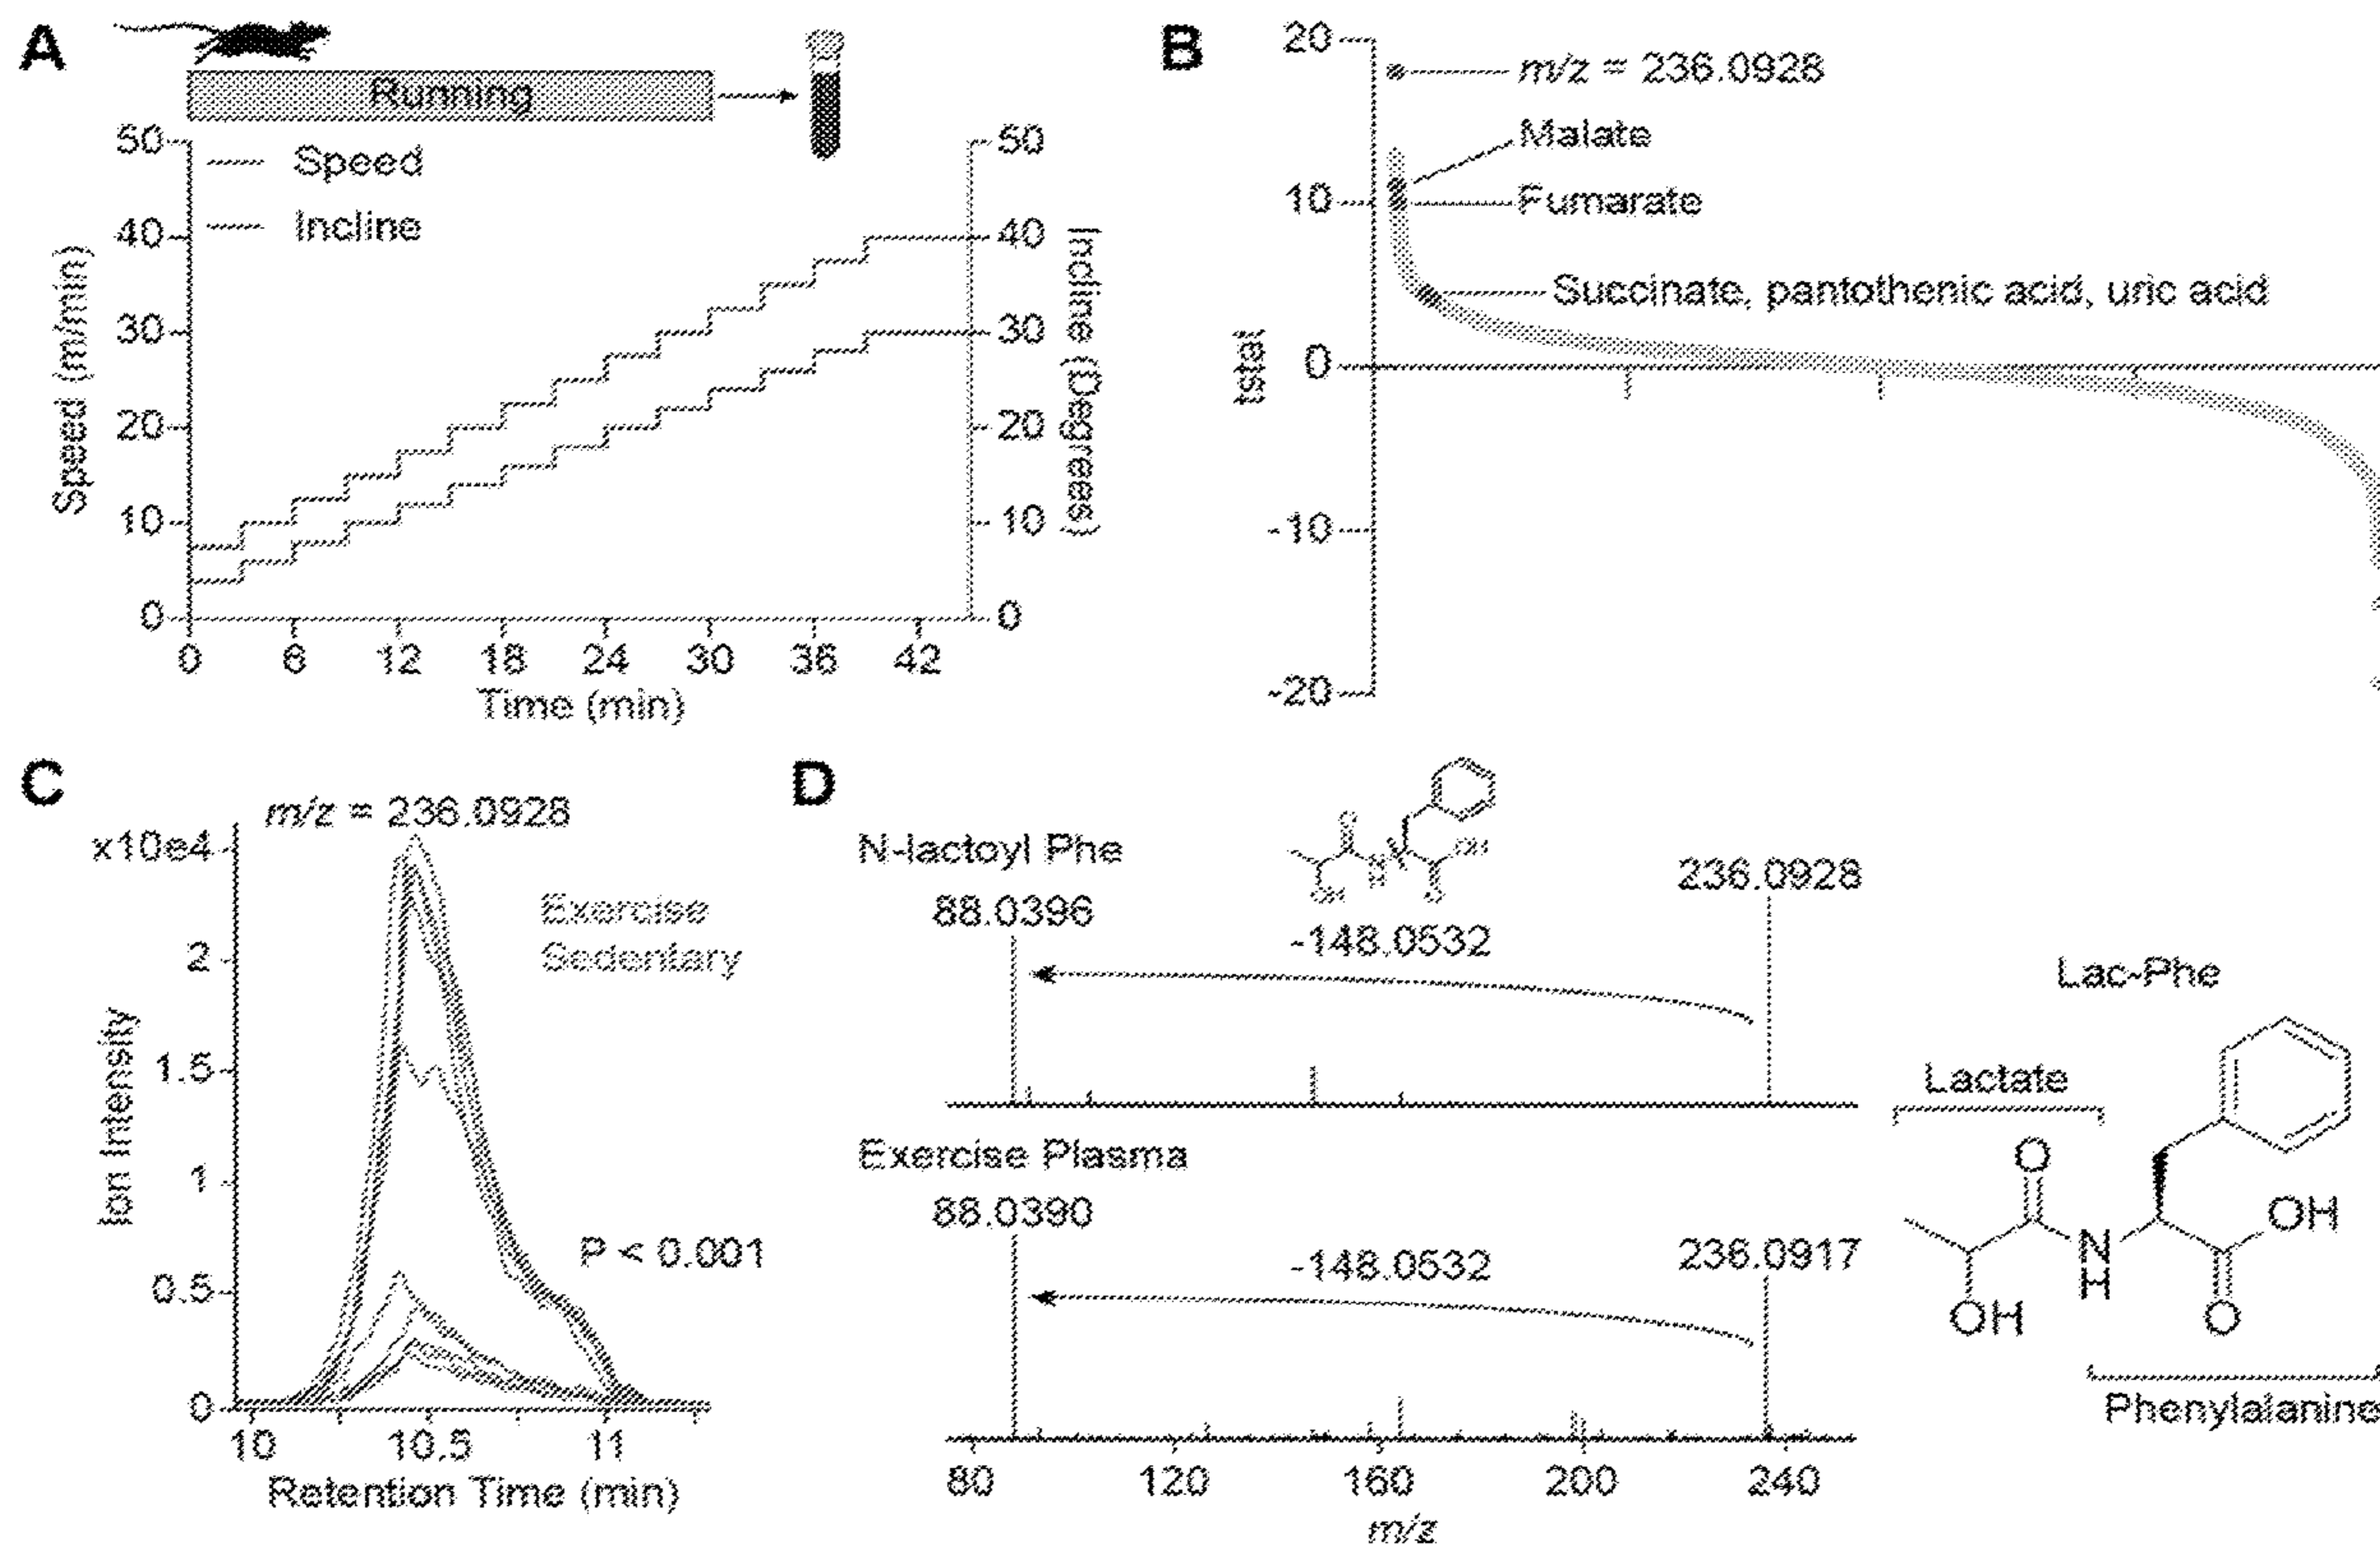 A
Running
50
40
30
20
10
0
Speed (m/min)
Speed
Incline
50
40
30
20
10
0
Incline (Degrees)
0 6 12 18 24 30 36 42
Time (min)
B
20
10
0
-10
-20
tstat
m/z = 236.0928
Malate
Fumarate
Succinate, pantothenic acid, uric acid
C
m/z = 236.0928
x10e4
2
1.5
1
0.5
0
Ion Intensity
Exercise
Sedentary
P < 0.001
10 10.5 11
Retention Time (min)
D
N-lactoyl Phe
O
N
H
OH
OH
O
88.0396
-148.0532
236.0928
Exercise Plasma
88.0390
-148.0532
236.0917
80 120 160 200 240
m/z
Lac-Phe
Lactate
O
OH
N
H
OH
O
Phenylalanine